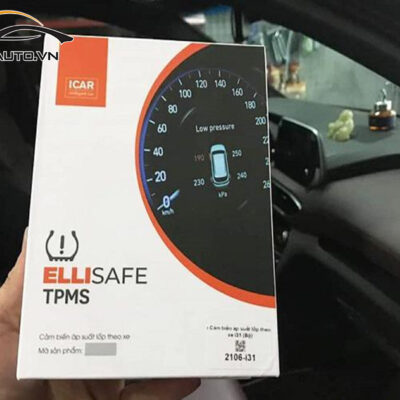 AUTO.VN
ICAR
Low pressure
0 20 40 60 80 100 120 140 160 180 200
km/h
190 250
230 240
kPa
ELLISAFE
TPMS
Cảm biến áp suất lốp theo xe
Mã sản phẩm:
• Cảm biến áp suất lốp theo
xe i31 (Bộ)
2106-i31